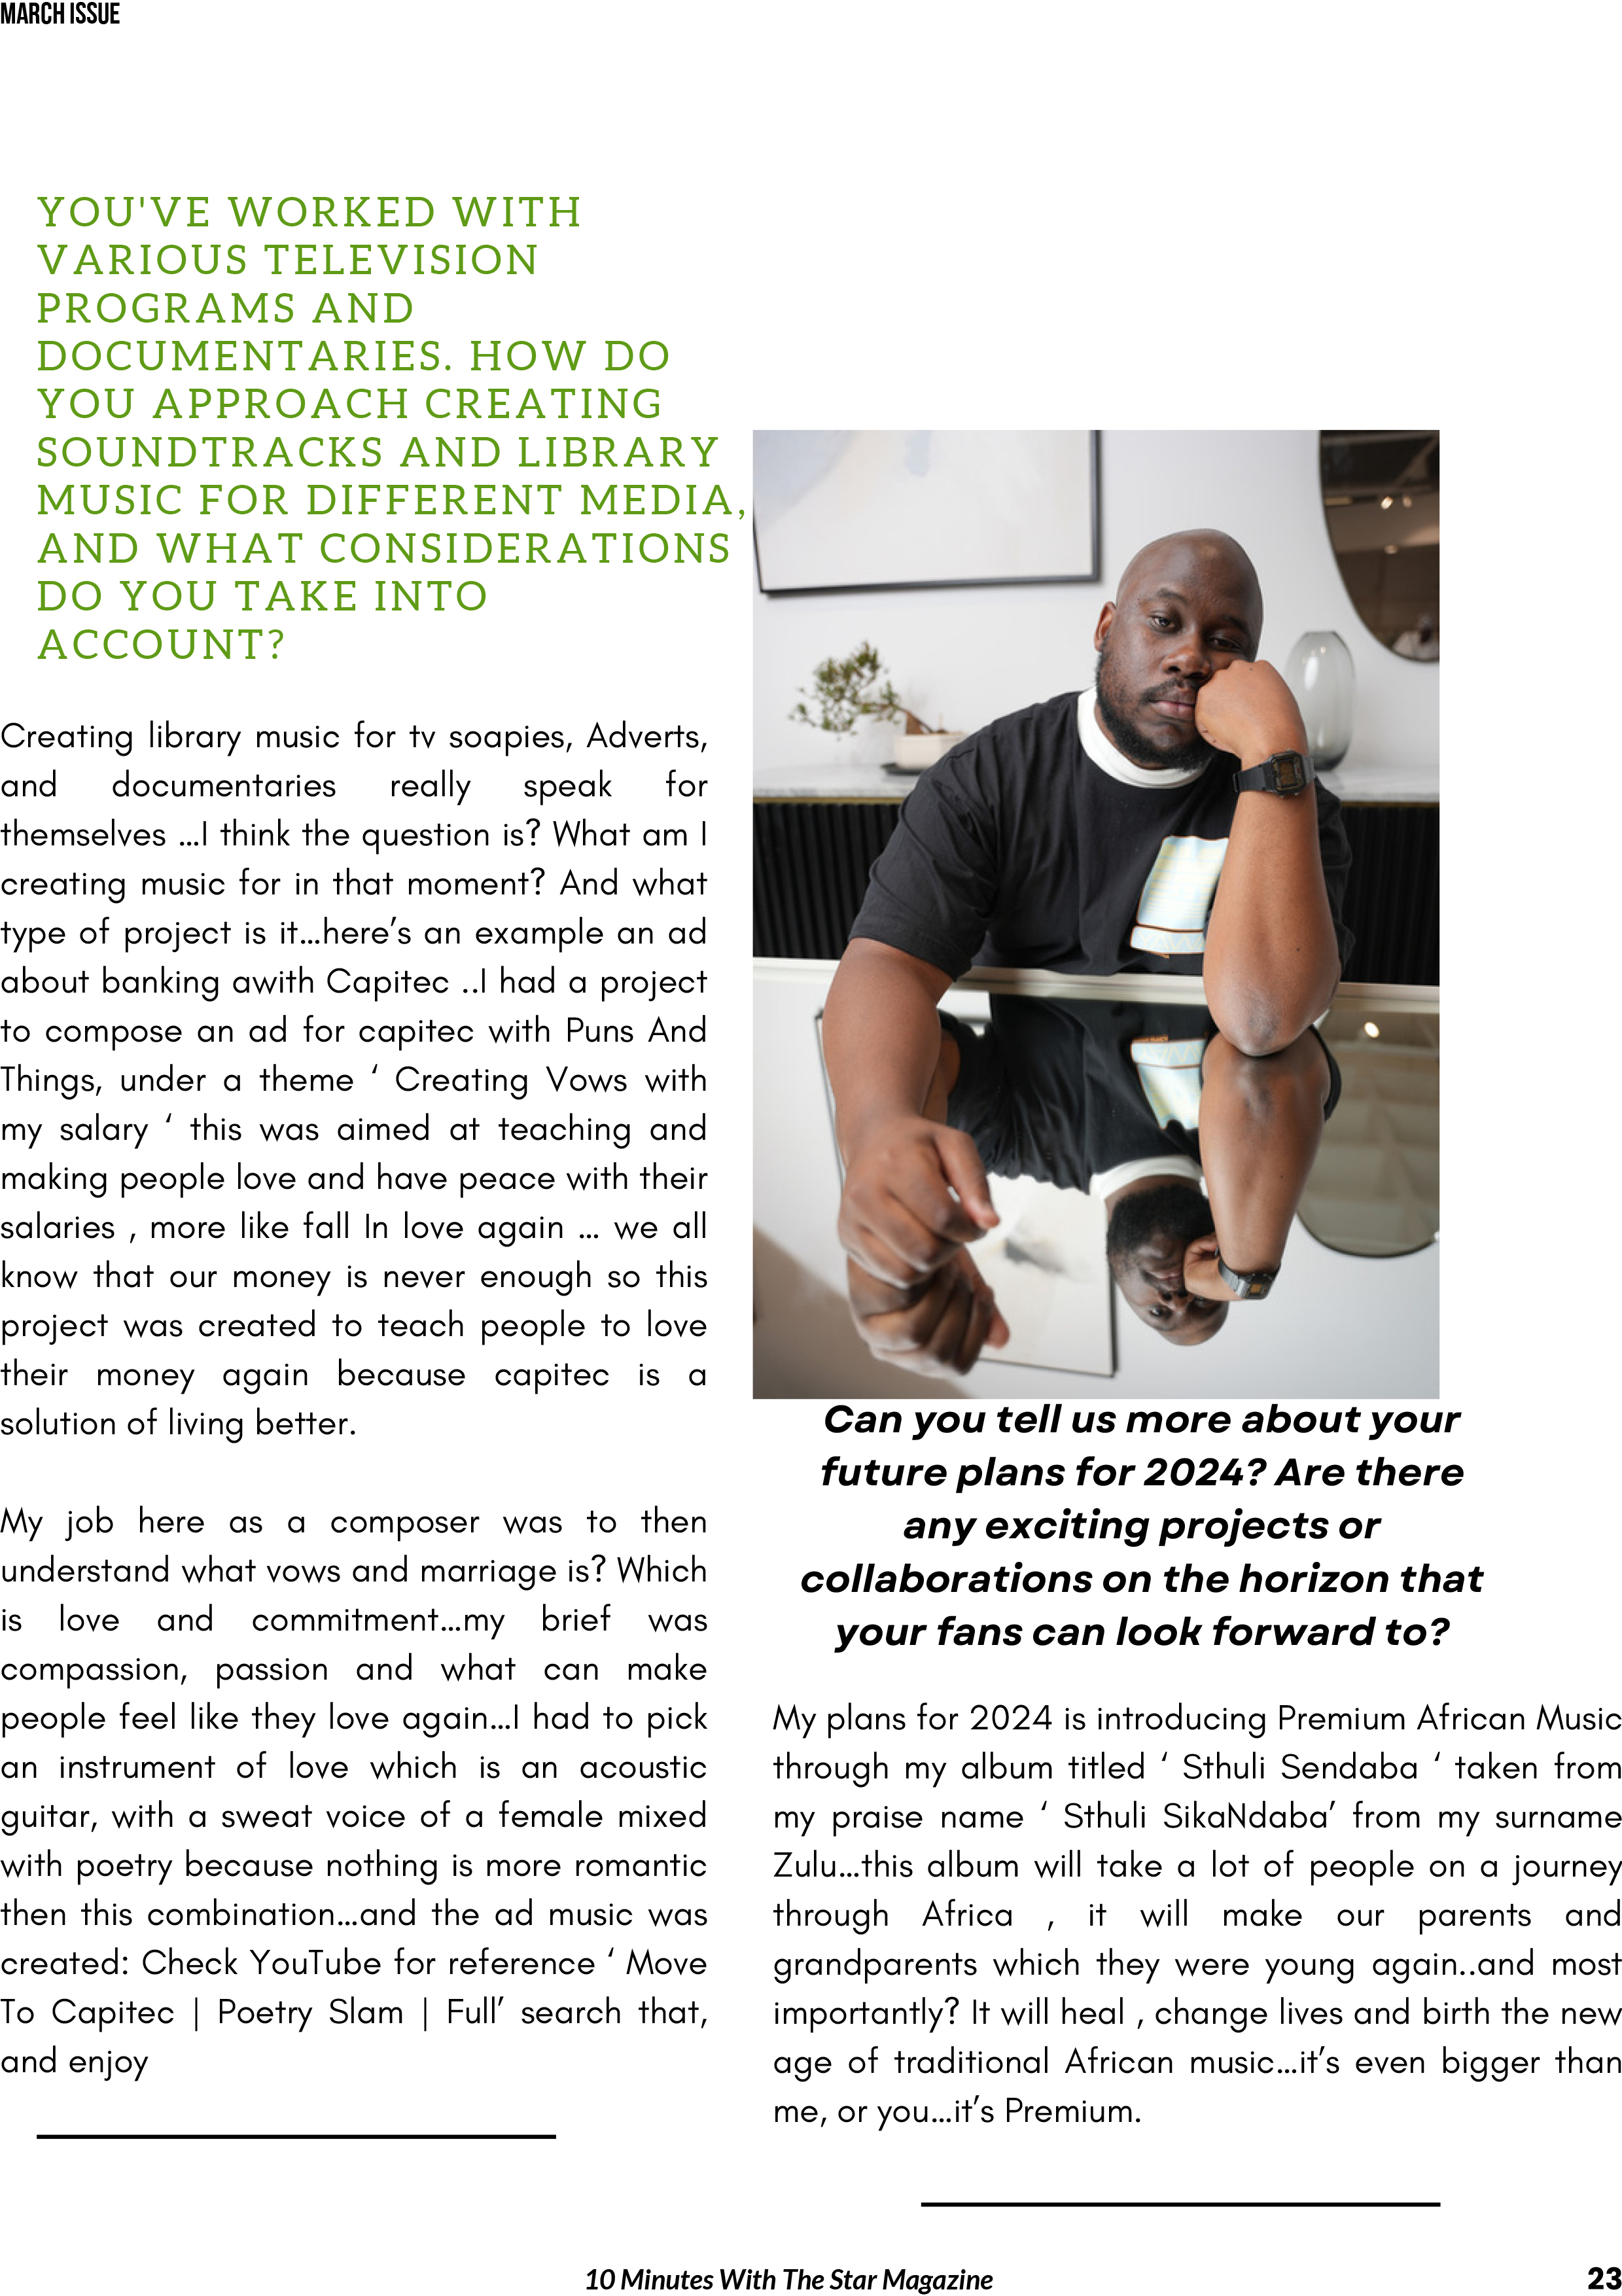 MARCH ISSUE
YOU'VE WORKED WITH
VARIOUS TELEVISION
PROGRAMS AND
DOCUMENTARIES. HOW DO
YOU APPROACH CREATING
SOUNDTRACKS AND LIBRARY
MUSIC FOR DIFFERENT MEDIA,
AND WHAT CONSIDERATIONS
DO YOU TAKE INTO
ACCOUNT?
Creating library music for tv soapies, Adverts,
and documentaries really speak for
themselves ...I think the question is? What am I
creating music for in that moment? And what
type of project is it...here’s an example an ad
about banking awith Capitec ..I had a project
to compose an ad for capitec with Puns And
Things, under a theme ‘ Creating Vows with
my salary ‘ this was aimed at teaching and
making people love and have peace with their
salaries , more like fall In love again ... we all
know that our money is never enough so this
project was created to teach people to love
their money again because capitec is a
solution of living better.
My job here as a composer was to then
understand what vows and marriage is? Which
is love and commitment...my brief was
compassion, passion and what can make
people feel like they love again...I had to pick
an instrument of love which is an acoustic
guitar, with a sweat voice of a female mixed
with poetry because nothing is more romantic
then this combination...and the ad music was
created: Check YouTube for reference ‘ Move
To Capitec | Poetry Slam | Full’ search that,
and enjoy
Can you tell us more about your
future plans for 2024? Are there
any exciting projects or
collaborations on the horizon that
your fans can look forward to?
My plans for 2024 is introducing Premium African Music
through my album titled ‘ Sthuli Sendaba ‘ taken from
my praise name ‘ Sthuli SikaNdaba’ from my surname
Zulu...this album will take a lot of people on a journey
through Africa , it will make our parents and
grandparents which they were young again..and most
importantly? It will heal , change lives and birth the new
age of traditional African music...it’s even bigger than
me, or you...it’s Premium.
10 Minutes With The Star Magazine
23